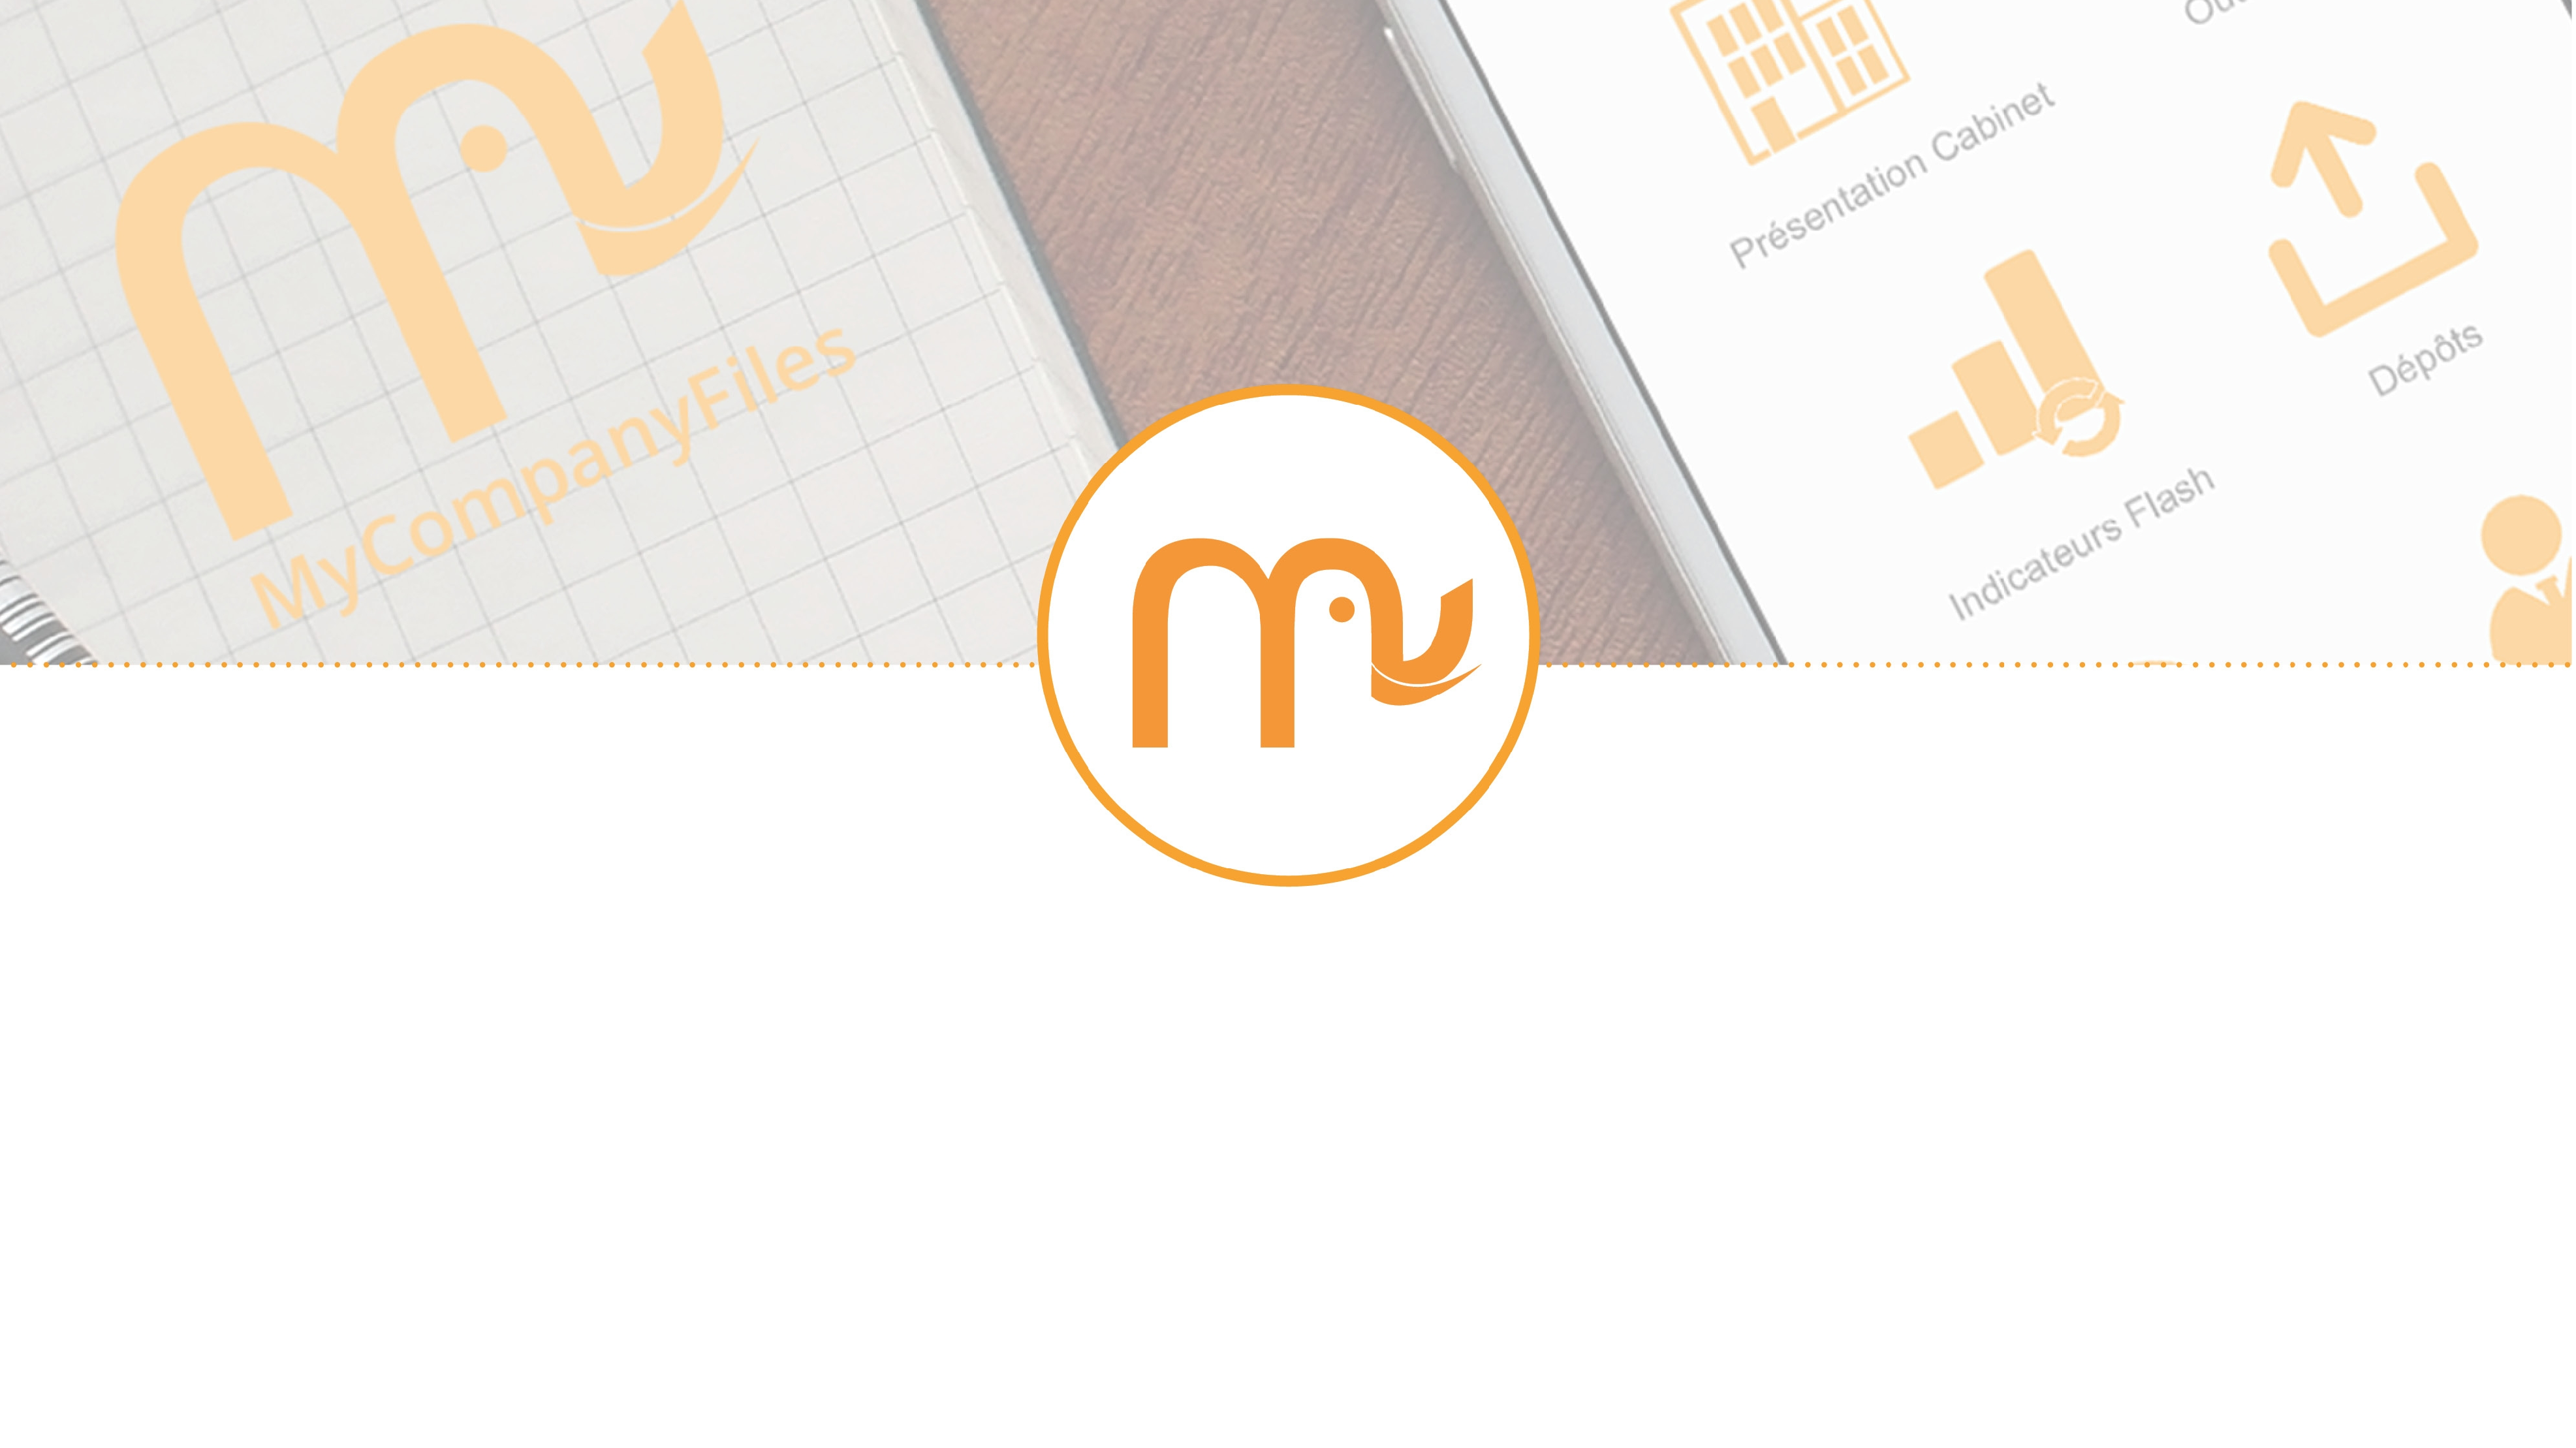 MyCompanyFiles
Présentation Cabinet
Dépôts
Indicateurs Flash